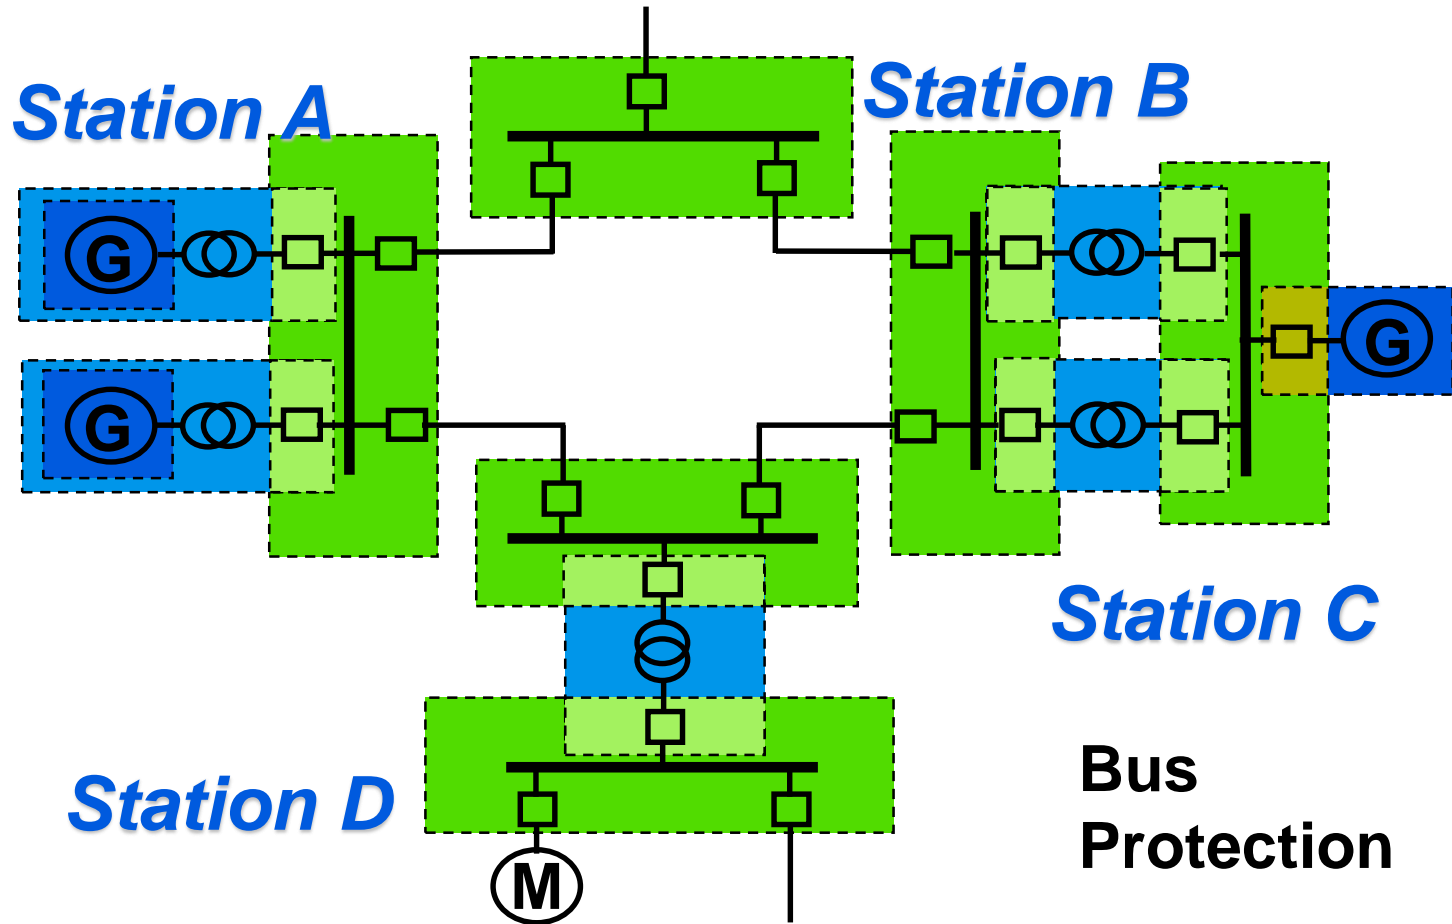 Station A
Station B
G
G
G
Station C
Station D
Bus
Protection
M